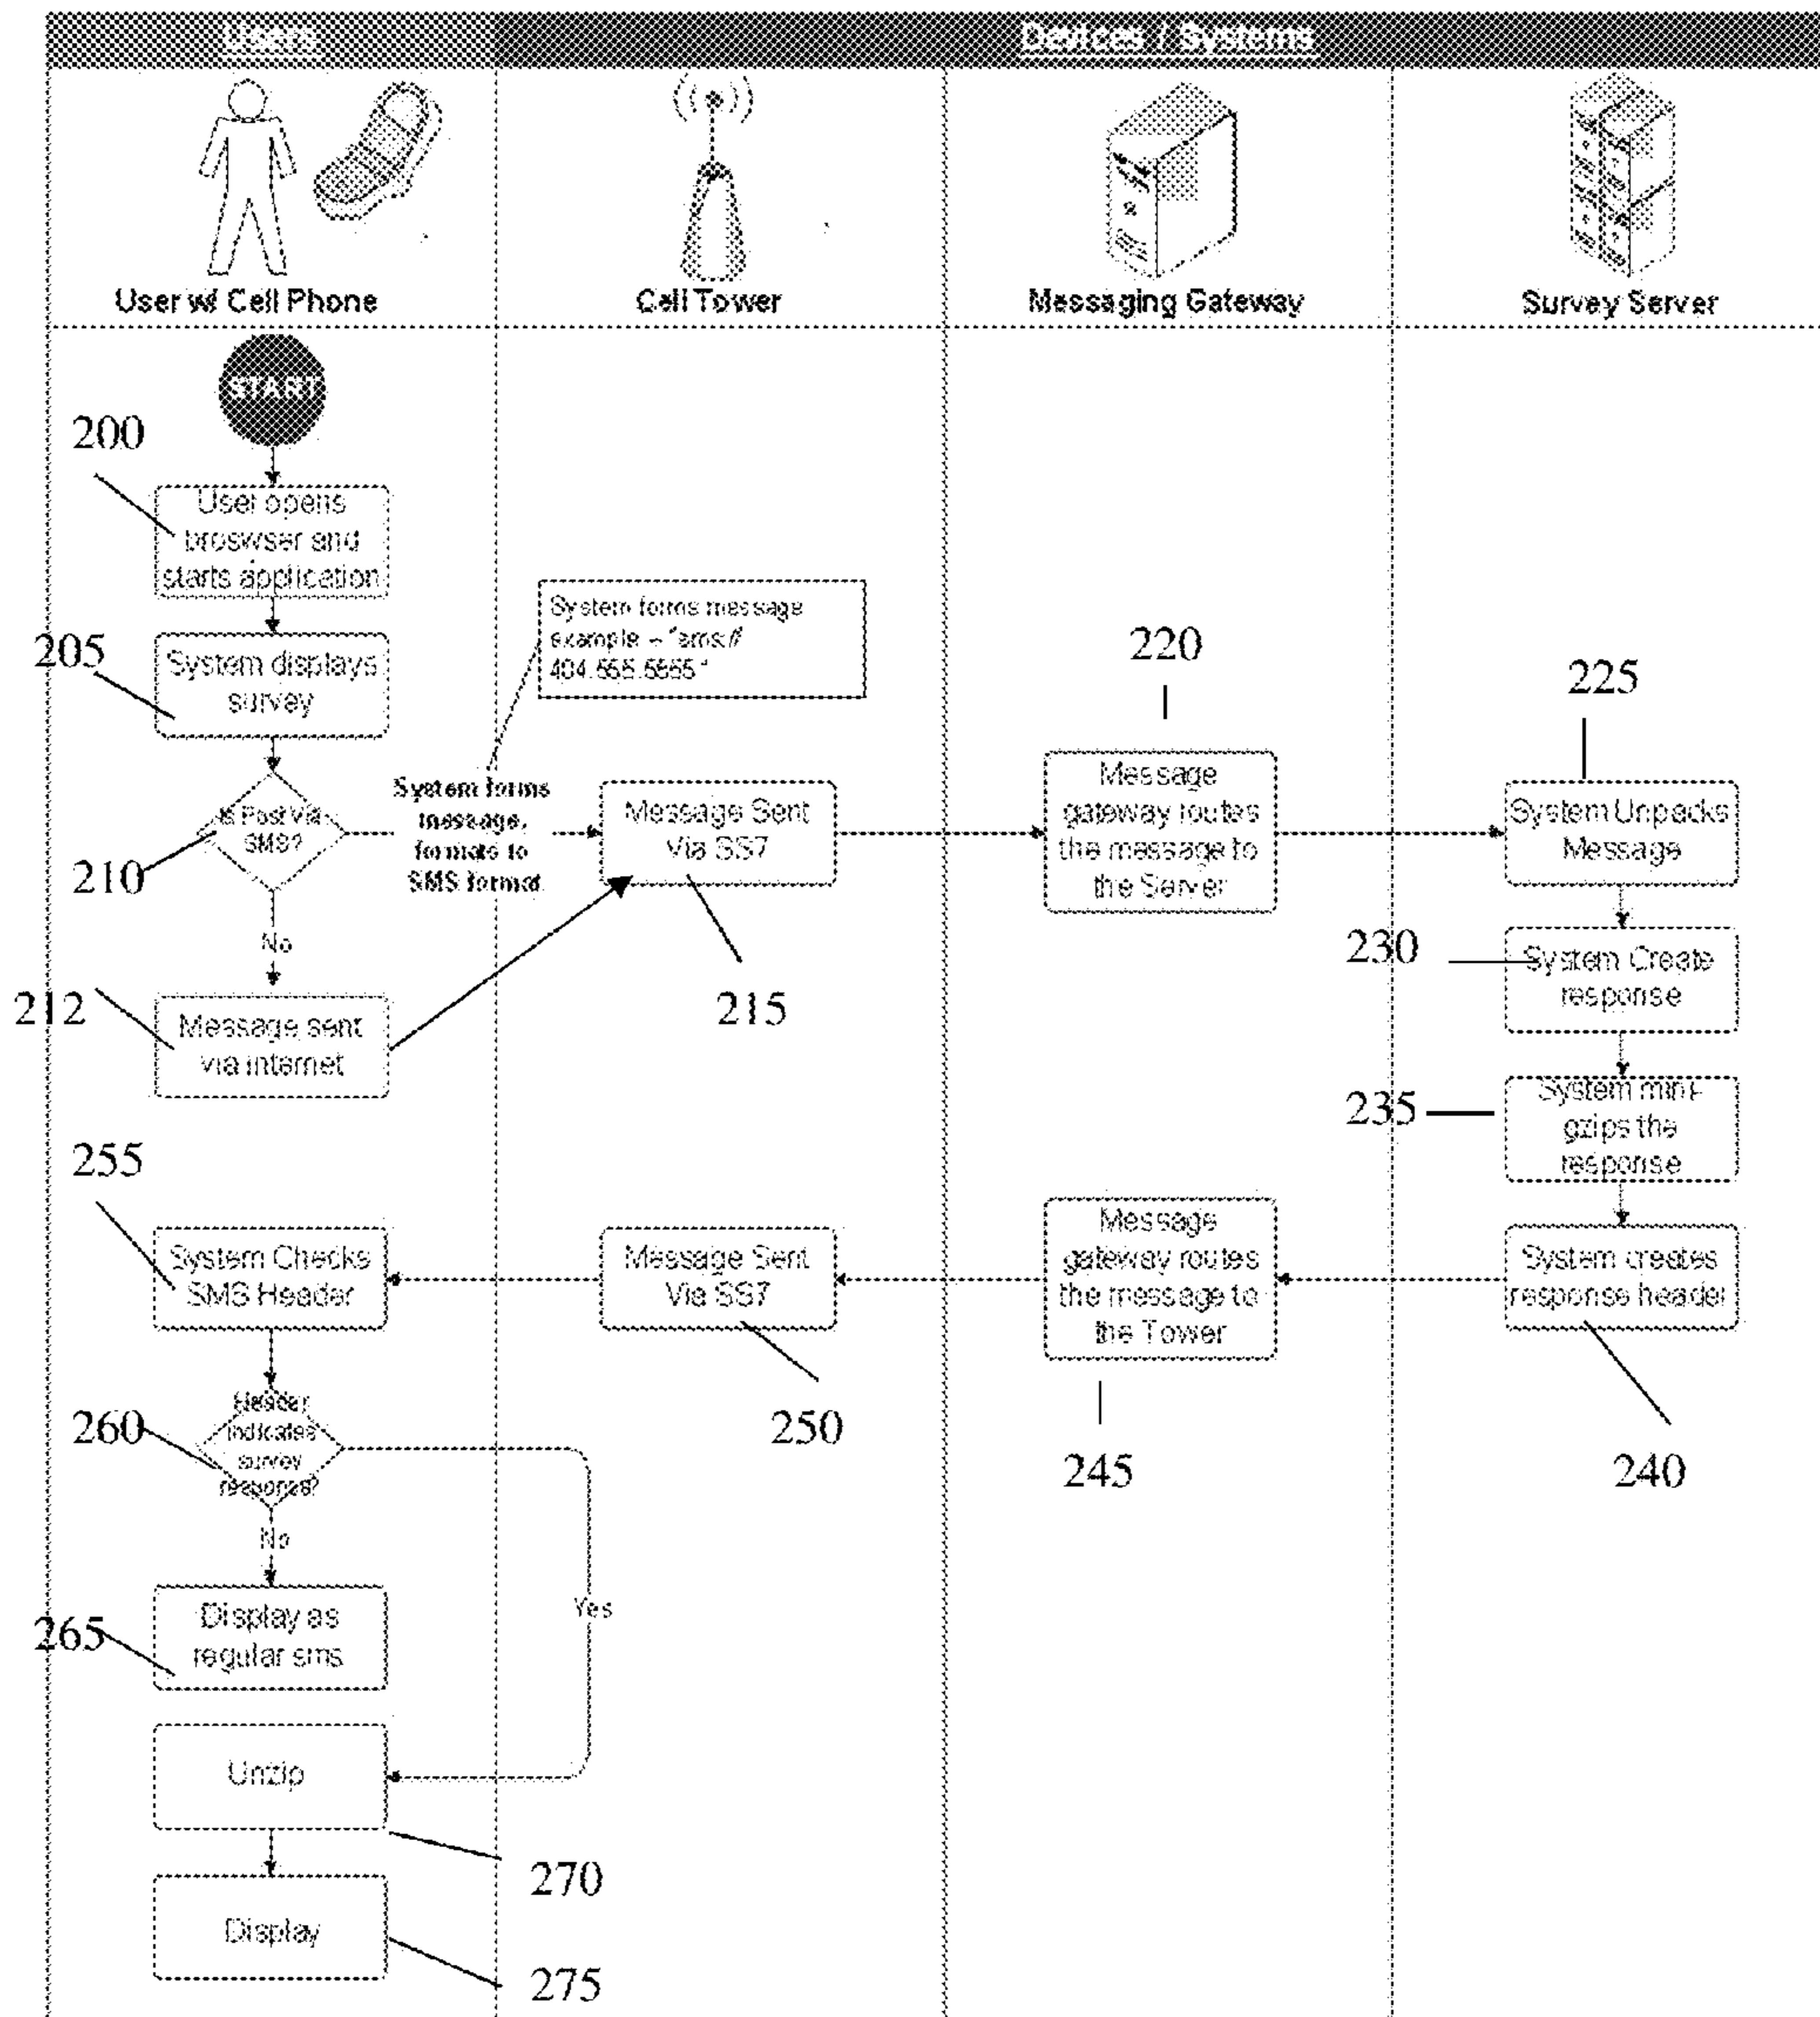 Users
Devices / Systems
User w/ Cell Phone
Cell Tower
Messaging Gateway
Survey Server
START
200
User opens
broswser and
starts application
205
System displays
survey
System forms message
example – "sms://
404.555.5555"
220
225
210
Is Post via
SMS?
System forms
message,
formats to
SMS format
Message Sent
Via SS7
Message
gateway routes
the message to
the Server
System Unpacks
Message
No
215
230
System Create
response
212
Message sent
via internet
235
System mini-
gzips the
response
255
System Checks
SMS Header
Message Sent
Via SS7
Message
gateway routes
the message to
the Tower
System creates
response header
260
Header
indicates
survey
response?
250
245
240
No
265
Display as
regular sms
Yes
Unzip
270
Display
275